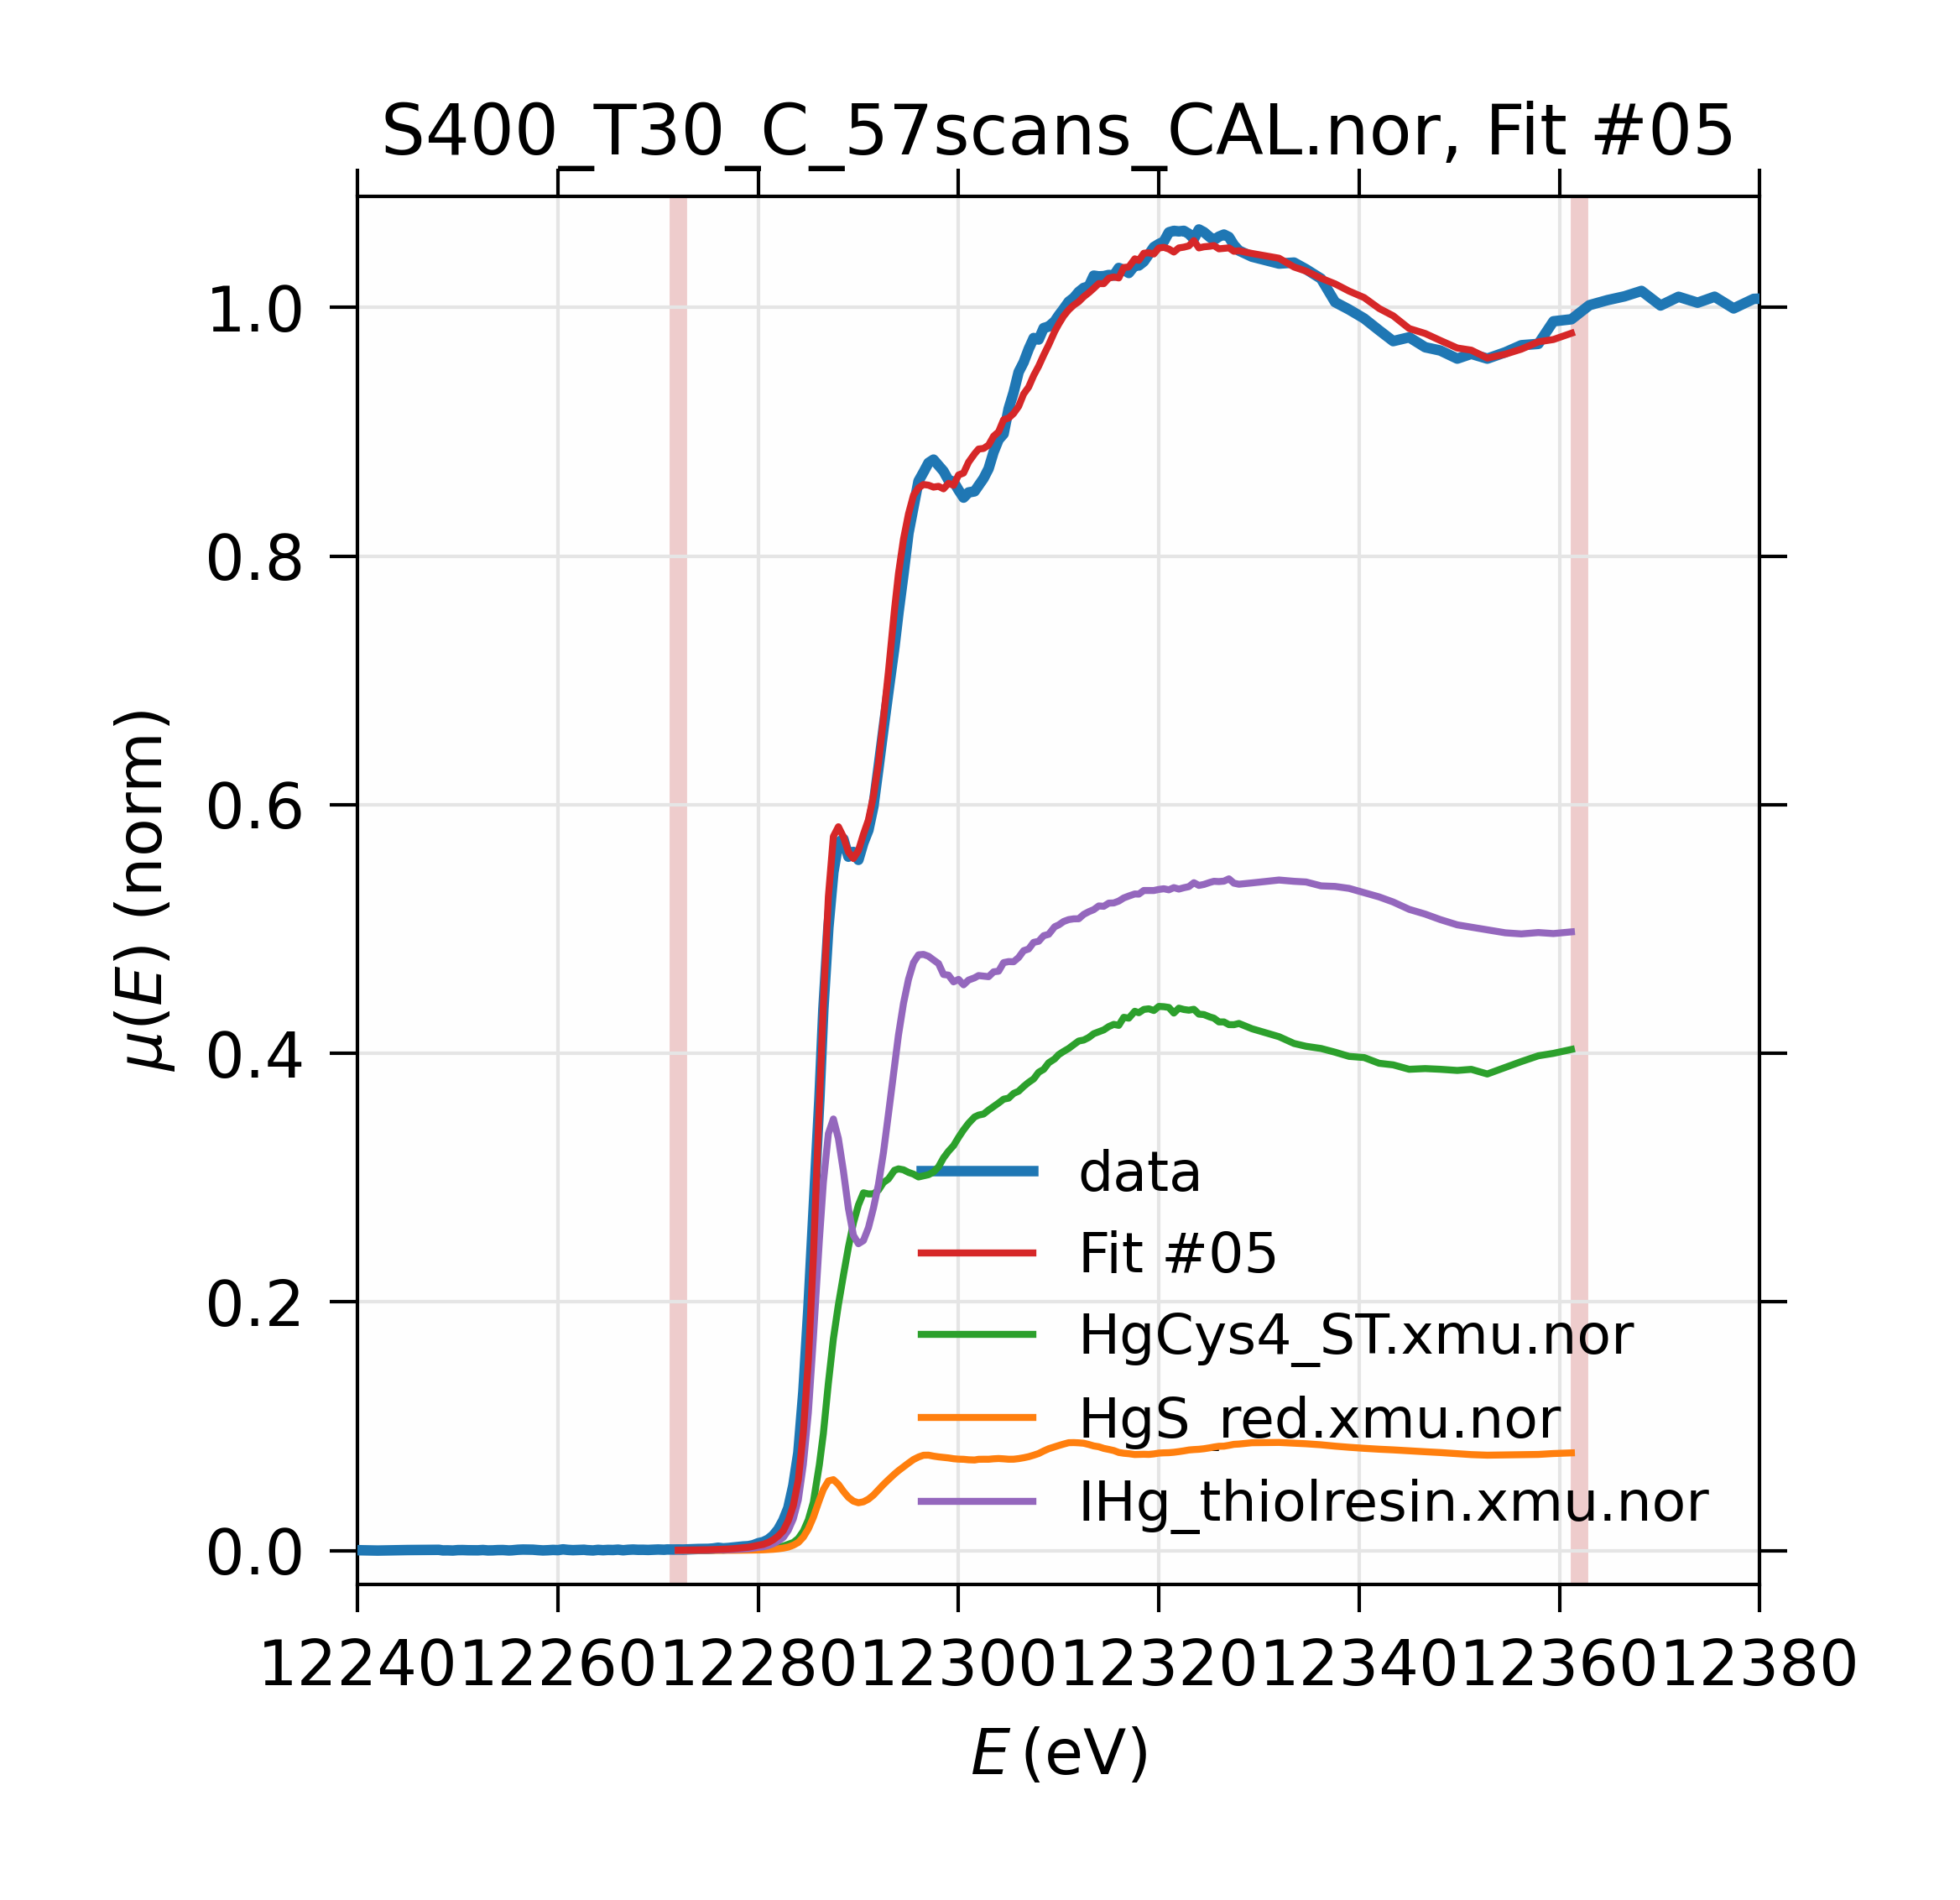 S400_T30_C_57scans_CAL.nor, Fit #05
μ(E) (norm)
1.0
0.8
0.6
0.4
0.2
0.0
data
Fit #05
HgCys4_ST.xmu.nor
HgS_red.xmu.nor
IHg_thiolresin.xmu.nor
12240 12260 12280 12300 12320 12340 12360 12380
E (eV)